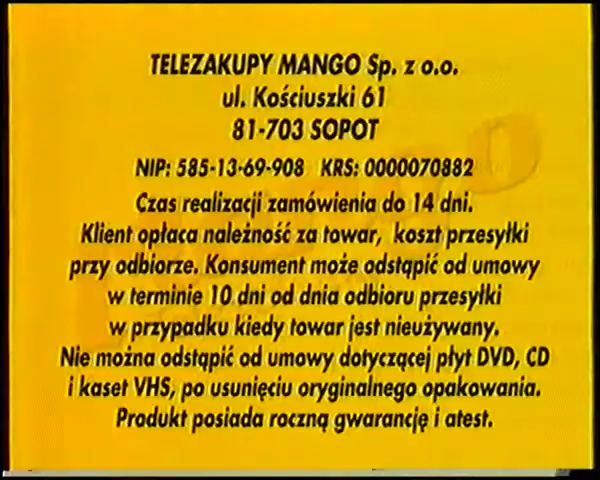 TELEZAKUPY MANGO Sp. z o.o.
ul. Kościuszki 61
81-703 SOPOT
NIP: 585-13-69-908 KRS: 0000070882
Czas realizacji zamówienia do 14 dni.
Klient opłaca należność za towar, koszt przesyłki
przy odbiorze. Konsument może odstąpić od umowy
w terminie 10 dni od dnia odbioru przesyłki
w przypadku kiedy towar jest nieużywany.
Nie można odstąpić od umowy dotyczącej płyt DVD, CD
i kaset VHS, po usunięciu oryginalnego opakowania.
Produkt posiada roczną gwarancję i atest.